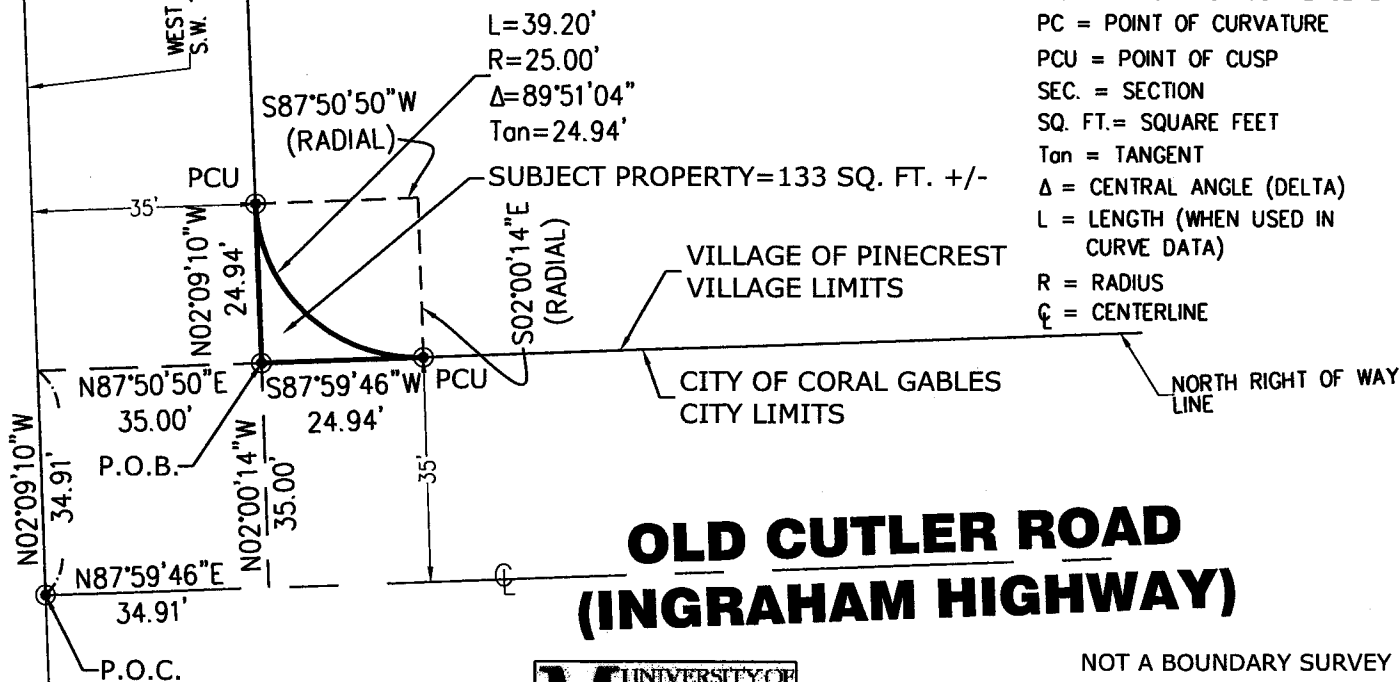 WEST
S.W.
L=39.20'
R=25.00'
Δ=89°51'04"
Tan=24.94'
S87°50'50"W
(RADIAL)
PCU
SUBJECT PROPERTY=133 SQ. FT. +/-
35'
N02°09'10"W
24.94'
S02°00'14"E
(RADIAL)
VILLAGE OF PINECREST
VILLAGE LIMITS
PC = POINT OF CURVATURE
PCU = POINT OF CUSP
SEC. = SECTION
SQ. FT.= SQUARE FEET
Tan = TANGENT
Δ = CENTRAL ANGLE (DELTA)
L = LENGTH (WHEN USED IN
CURVE DATA)
R = RADIUS
℄ = CENTERLINE
N87°50'50"E
35.00'
S87°59'46"W
24.94'
PCU
CITY OF CORAL GABLES
CITY LIMITS
NORTH RIGHT OF WAY
LINE
P.O.B.
N02°09'10"W
34.91'
N02°00'14"W
35.00'
35'
N87°59'46"E
34.91'
℄
OLD CUTLER ROAD
(INGRAHAM HIGHWAY)
P.O.C.
UNIVERSITY OF
NOT A BOUNDARY SURVEY